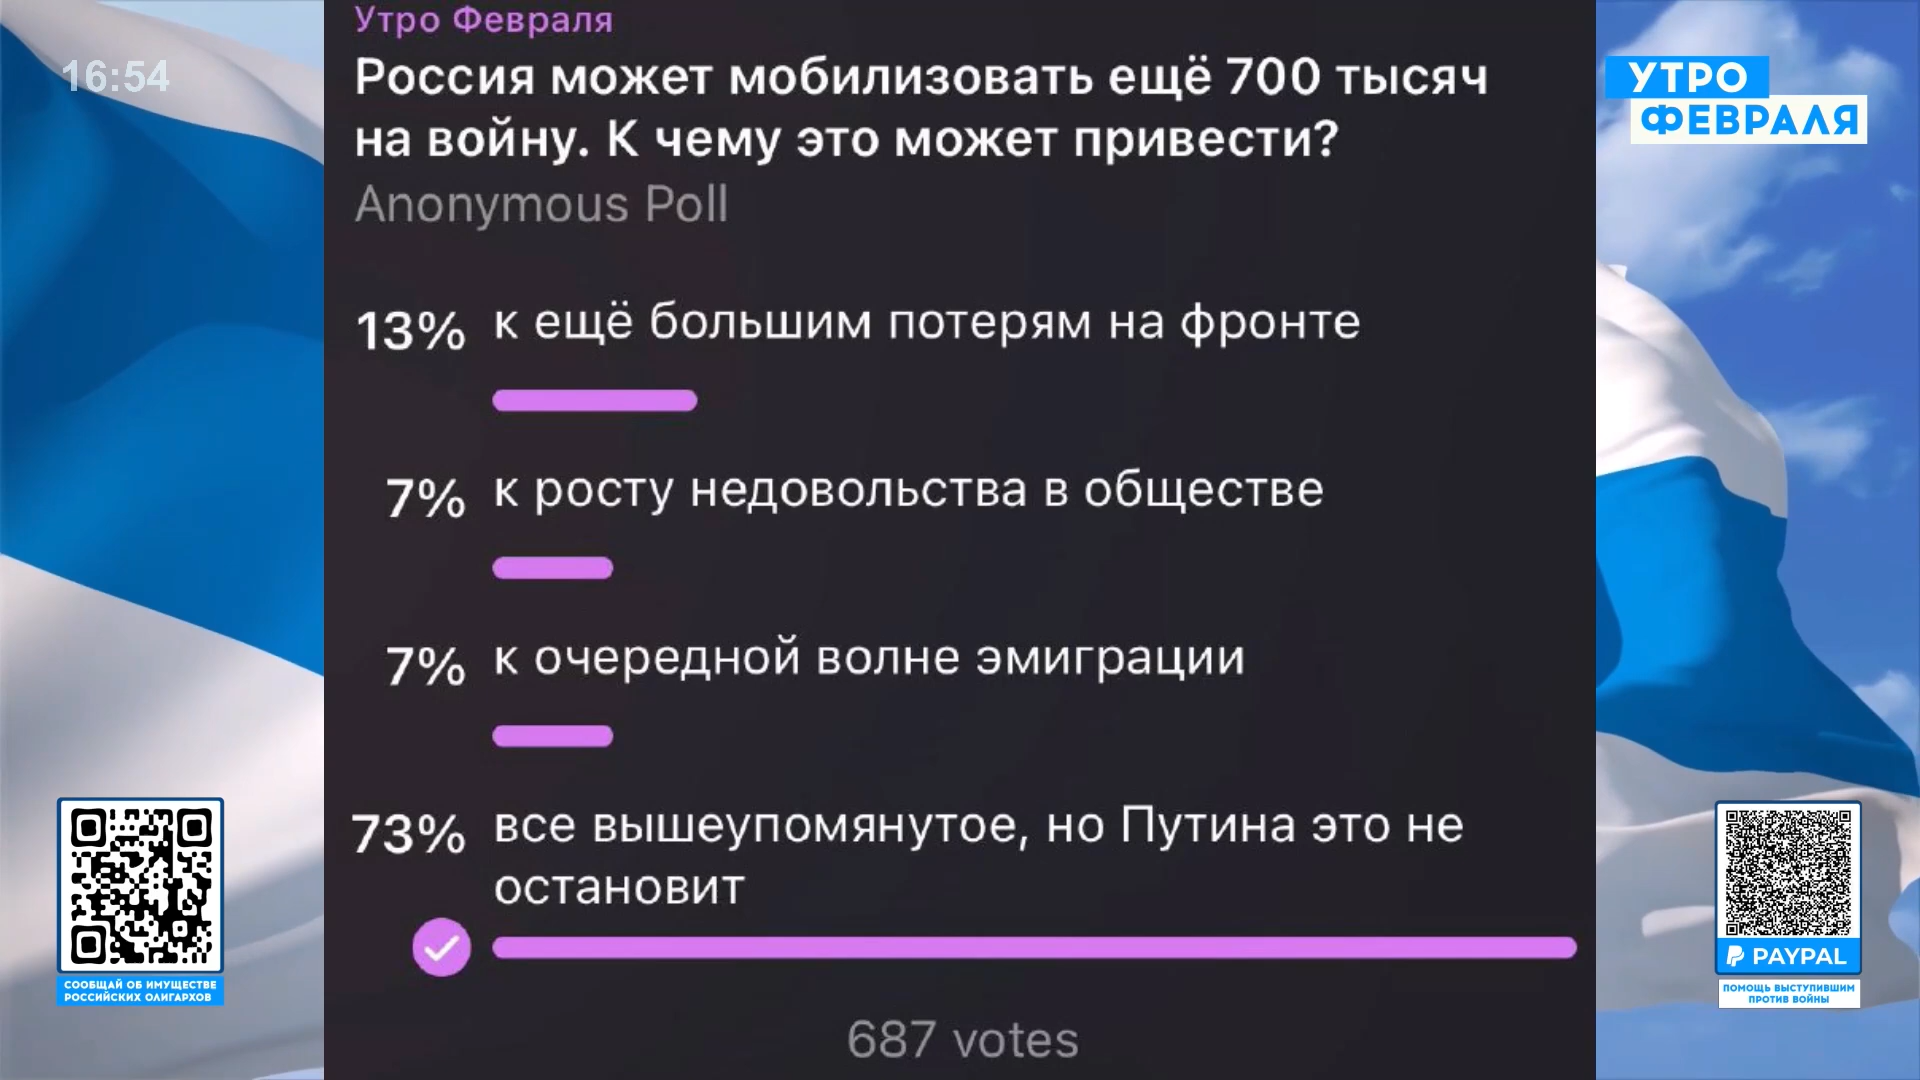 16:54
УТРО
ФЕВРАЛЯ
Утро Февраля
Россия может мобилизовать ещё 700 тысяч
на войну. К чему это может привести?
Anonymous Poll
13% к ещё большим потерям на фронте
7% к росту недовольства в обществе
7% к очередной волне эмиграции
73% все вышеупомянутое, но Путина это не
остановит
687 votes
СООБЩАЙ ОБ ИМУЩЕСТВЕ
РОССИЙСКИХ ОЛИГАРХОВ
PAYPAL
ПОМОЩЬ ВЫСТУПИВШИМ
ПРОТИВ ВОЙНЫ